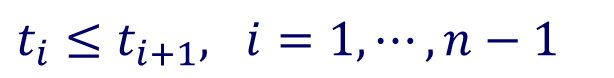 tᵢ ≤ tᵢ₊₁, i = 1,⋯,n − 1